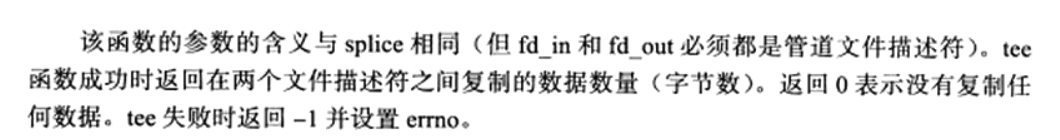 该函数的参数的含义与 splice 相同（但 fd_in 和 fd_out 必须都是管道文件描述符）。tee
函数成功时返回在两个文件描述符之间复制的数据数量（字节数）。返回 0 表示没有复制任
何数据。tee 失败时返回 –1 并设置 errno。